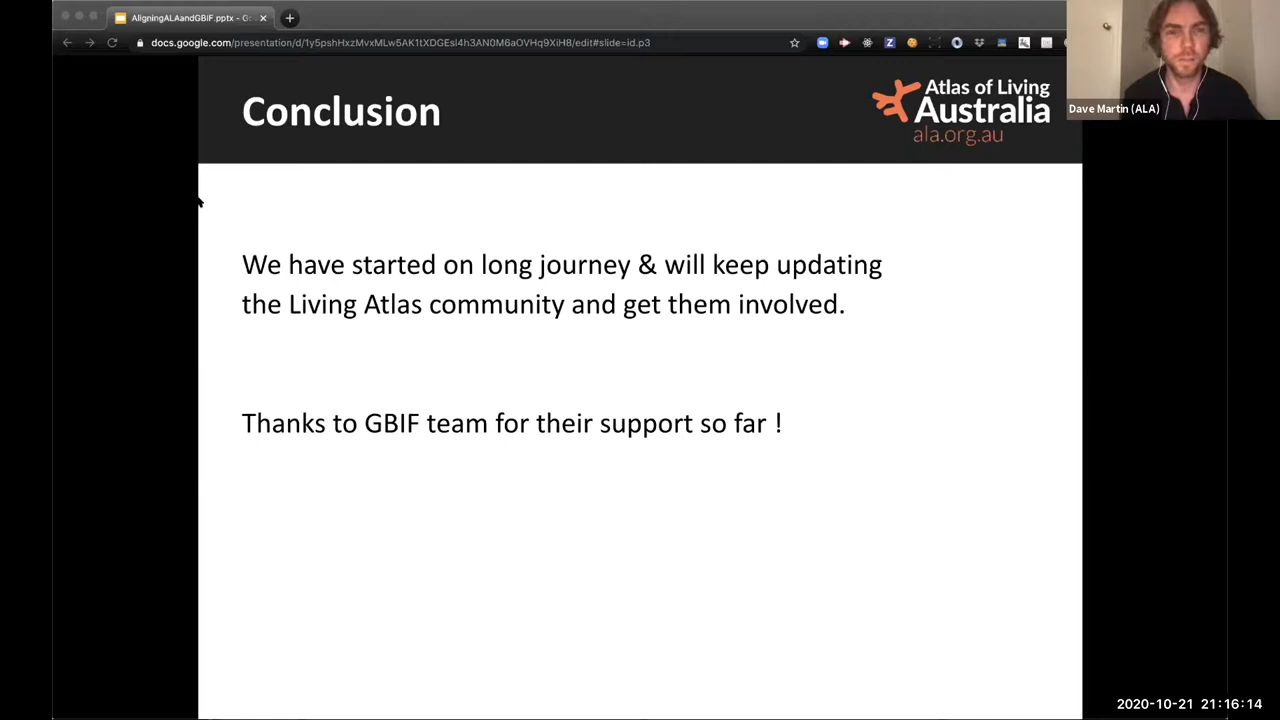 AligningALAandGBIF.pptx - G
docs.google.com/presentation/d/1y5pshHxzMvxMLw5AK1tXDGEsl4h3AN0M6aOVHq9XiH8/edit#slide=id.p3
Dave Martin (ALA)
Conclusion
Atlas of Living
Australia
ala.org.au
We have started on long journey & will keep updating
the Living Atlas community and get them involved.
Thanks to GBIF team for their support so far !
2020-10-21 21:16:14